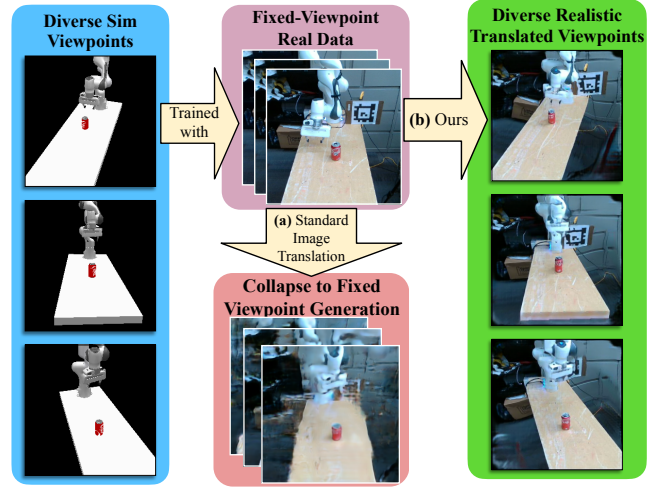 Diverse Sim
Viewpoints
Fixed-Viewpoint
Real Data
Diverse Realistic
Translated Viewpoints
Trained
with
(b) Ours
(a) Standard
Image
Translation
Collapse to Fixed
Viewpoint Generation